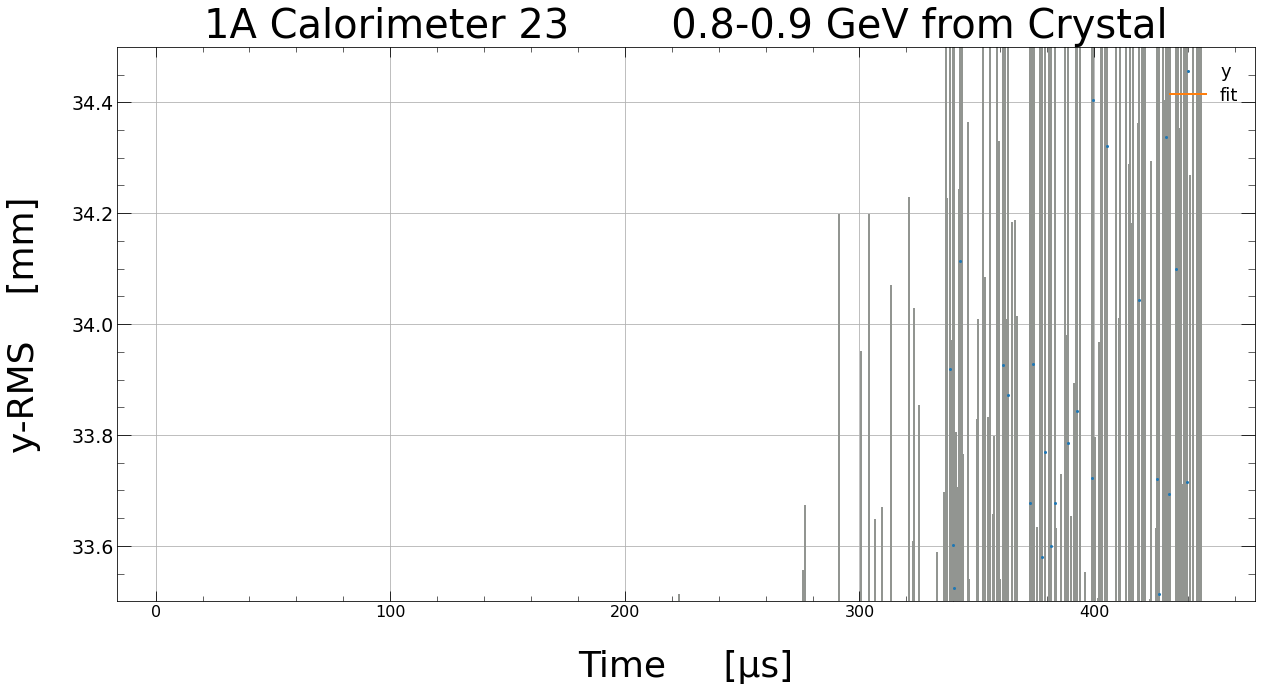 1A Calorimeter 23 0.8-0.9 GeV from Crystal
y
fit
34.4
34.2
34.0
33.8
33.6
y-RMS [mm]
0 100 200 300 400
Time [µs]